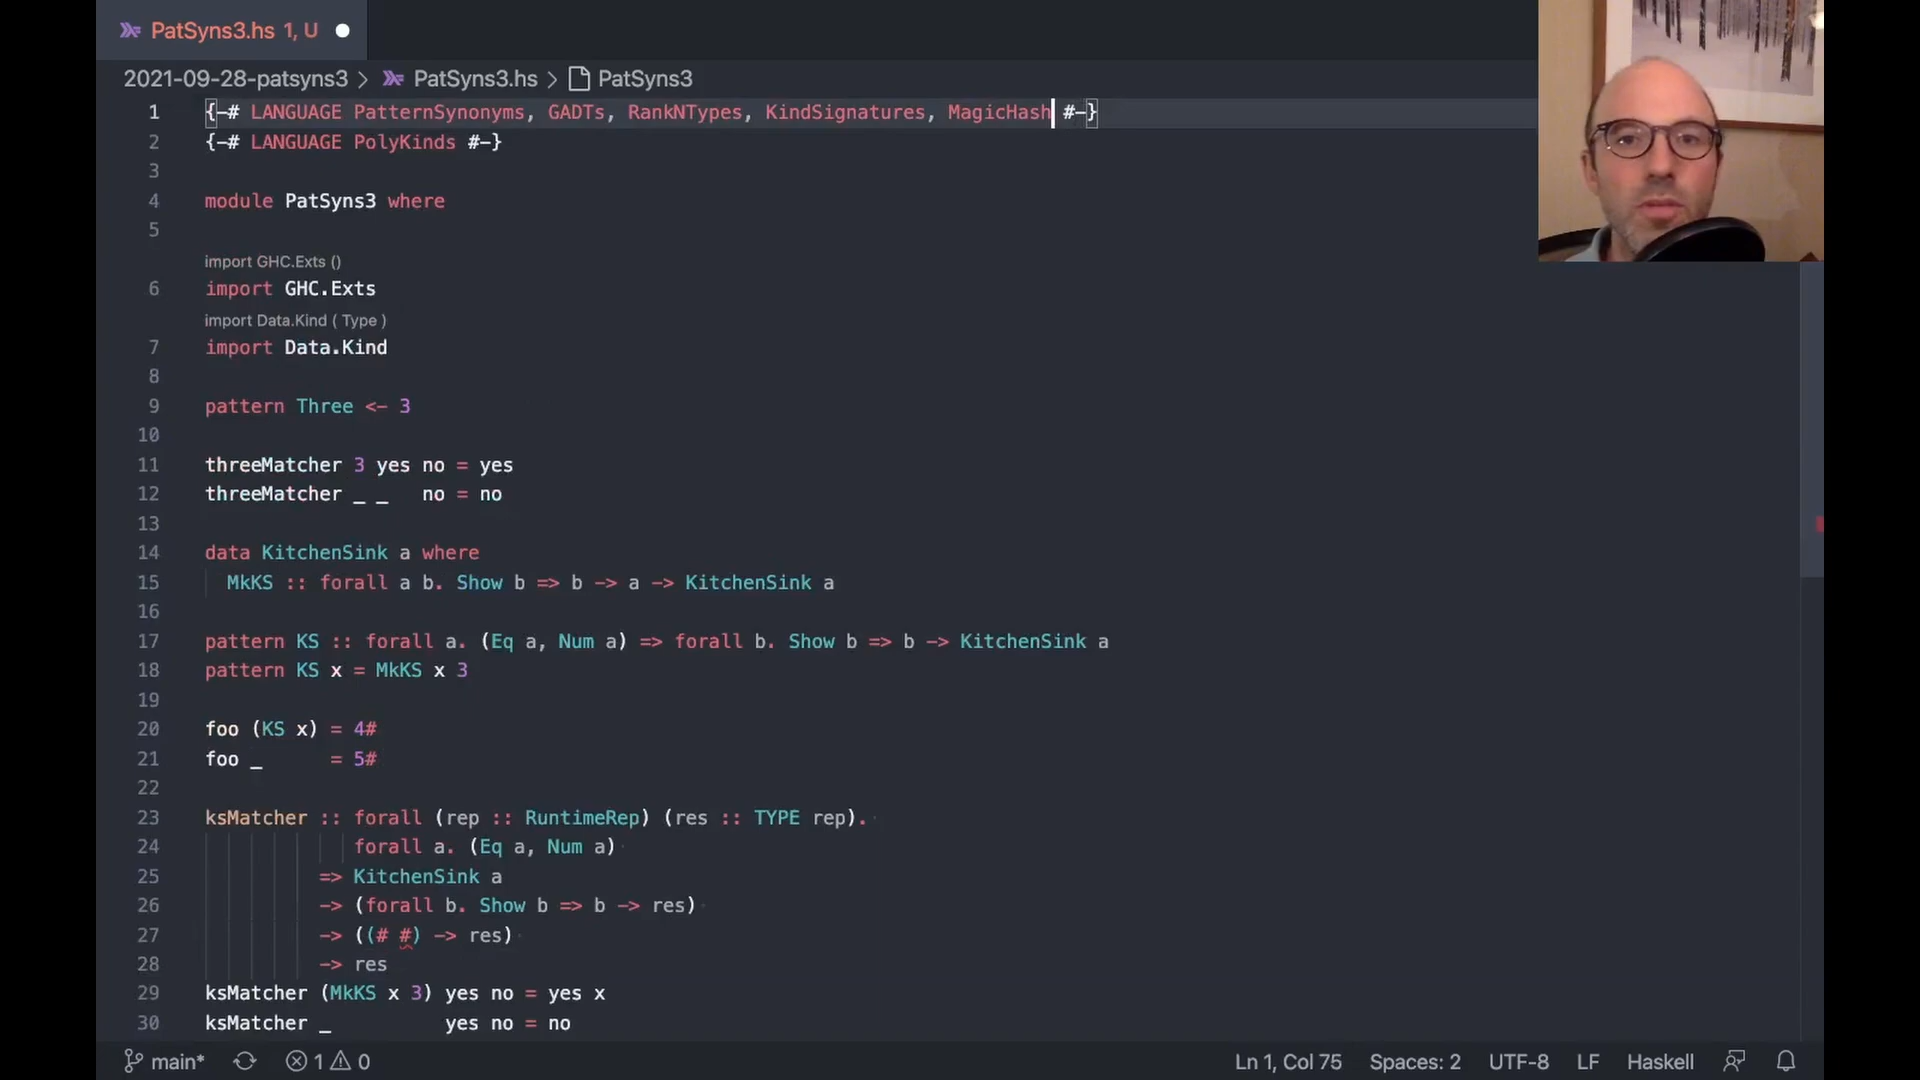 PatSyns3.hs 1, U
2021-09-28-patsyns3 > PatSyns3.hs > PatSyns3
1 {-# LANGUAGE PatternSynonyms, GADTs, RankNTypes, KindSignatures, MagicHash #-}
2 {-# LANGUAGE PolyKinds #-}
3
4 module PatSyns3 where
5
import GHC.Exts ()
6 import GHC.Exts
import Data.Kind ( Type )
7 import Data.Kind
8
9 pattern Three <- 3
10
11 threeMatcher 3 yes no = yes
12 threeMatcher _ _   no = no
13
14 data KitchenSink a where
15   MkKS :: forall a b. Show b => b -> a -> KitchenSink a
16
17 pattern KS :: forall a. (Eq a, Num a) => forall b. Show b => b -> KitchenSink a
18 pattern KS x = MkKS x 3
19
20 foo (KS x) = 4#
21 foo _      = 5#
22
23 ksMatcher :: forall (rep :: RuntimeRep) (res :: TYPE rep).
24              forall a. (Eq a, Num a)
25           => KitchenSink a
26           -> (forall b. Show b => b -> res)
27           -> ((# #) -> res)
28           -> res
29 ksMatcher (MkKS x 3) yes no = yes x
30 ksMatcher _          yes no = no
main* 1 0 Ln 1, Col 75 Spaces: 2 UTF-8 LF Haskell